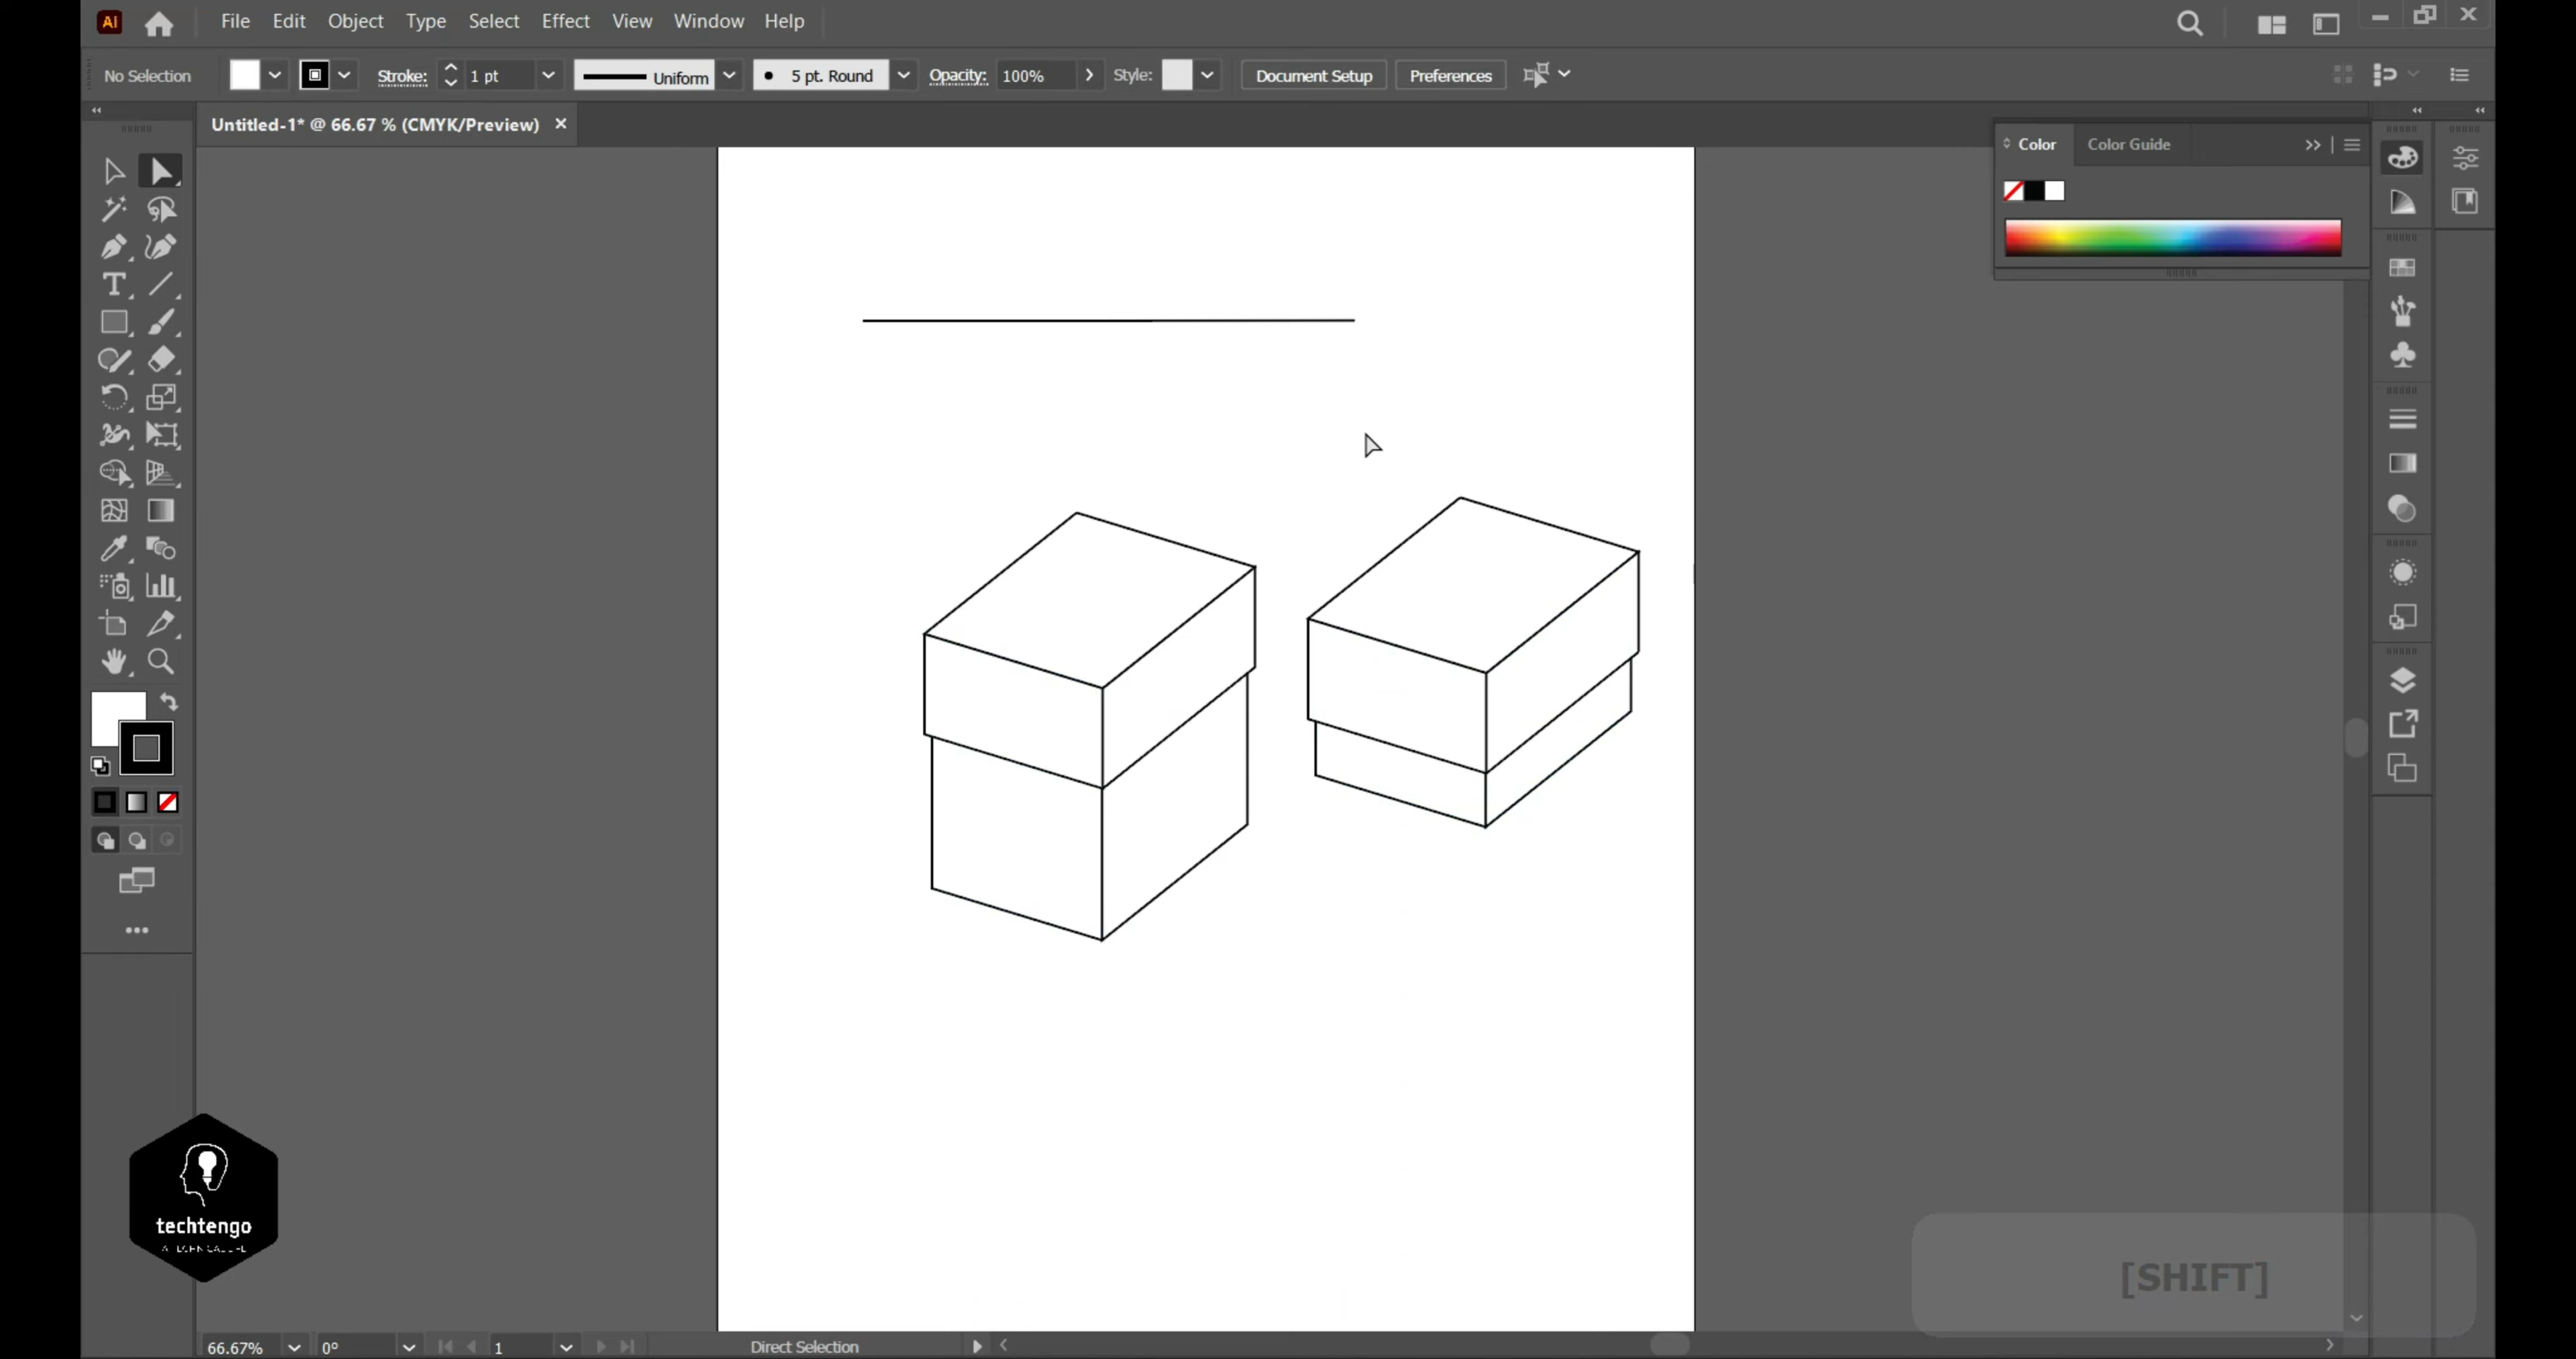 Ai File Edit Object Type Select Effect View Window Help
No Selection Stroke: 1 pt Uniform 5 pt. Round Opacity: 100% Style: Document Setup Preferences
Untitled-1* @ 66.67 % (CMYK/Preview) ×
Color Color Guide
techtengo
[SHIFT]
66.67% 0° 1 Direct Selection